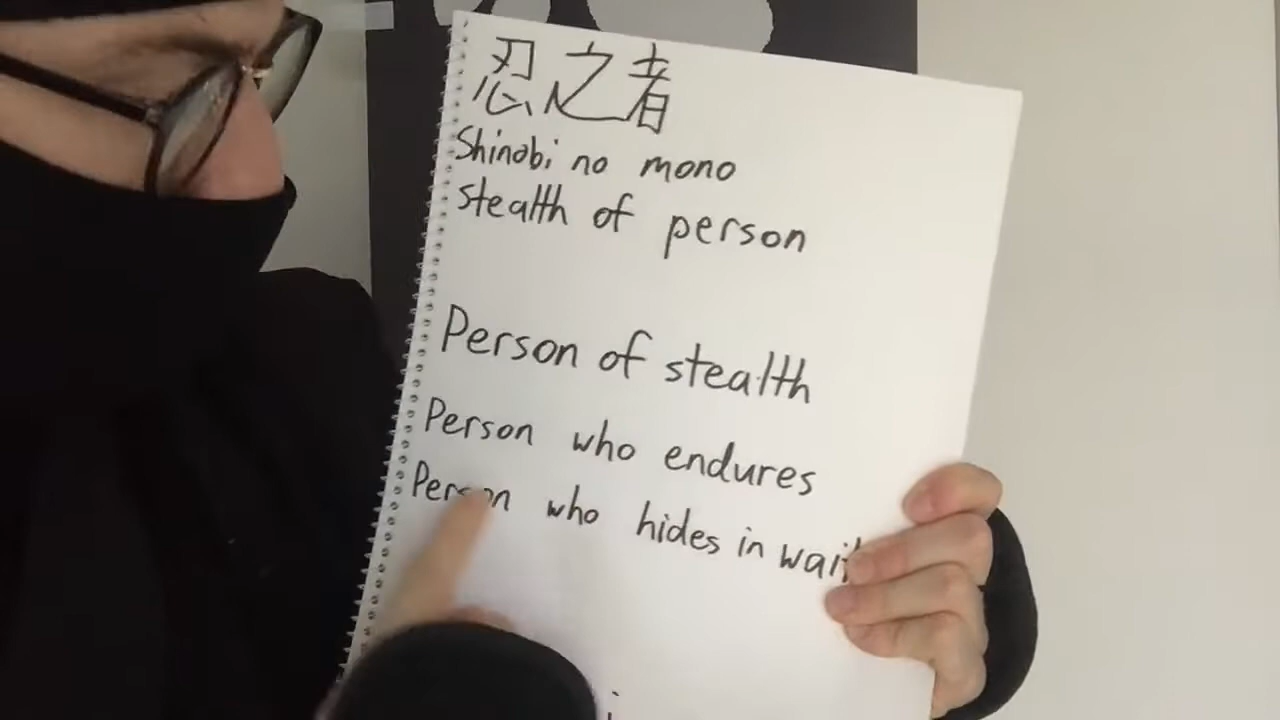 忍之者
Shinobi no mono
stealth of person
Person of stealth
Person who endures
Person who hides in wait